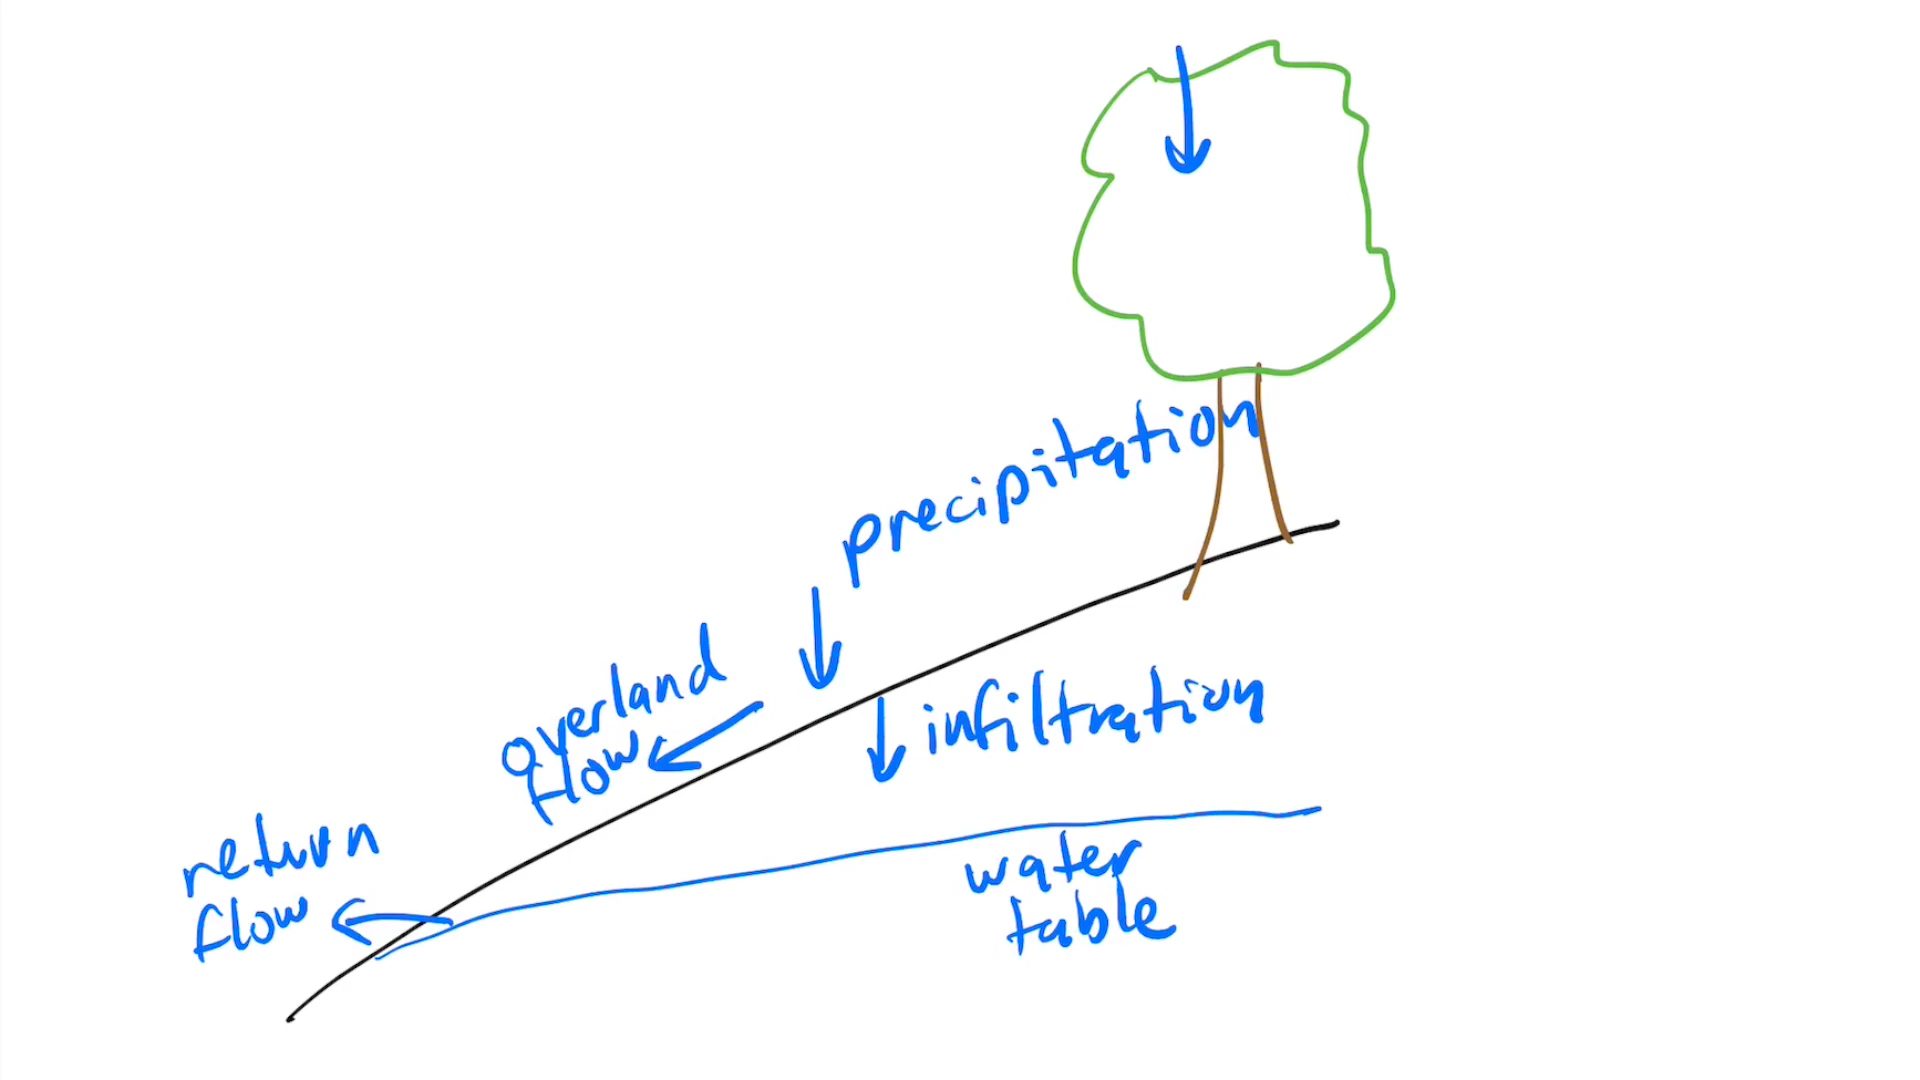 precipitation
overland
flow
infiltration
return
flow
water
table